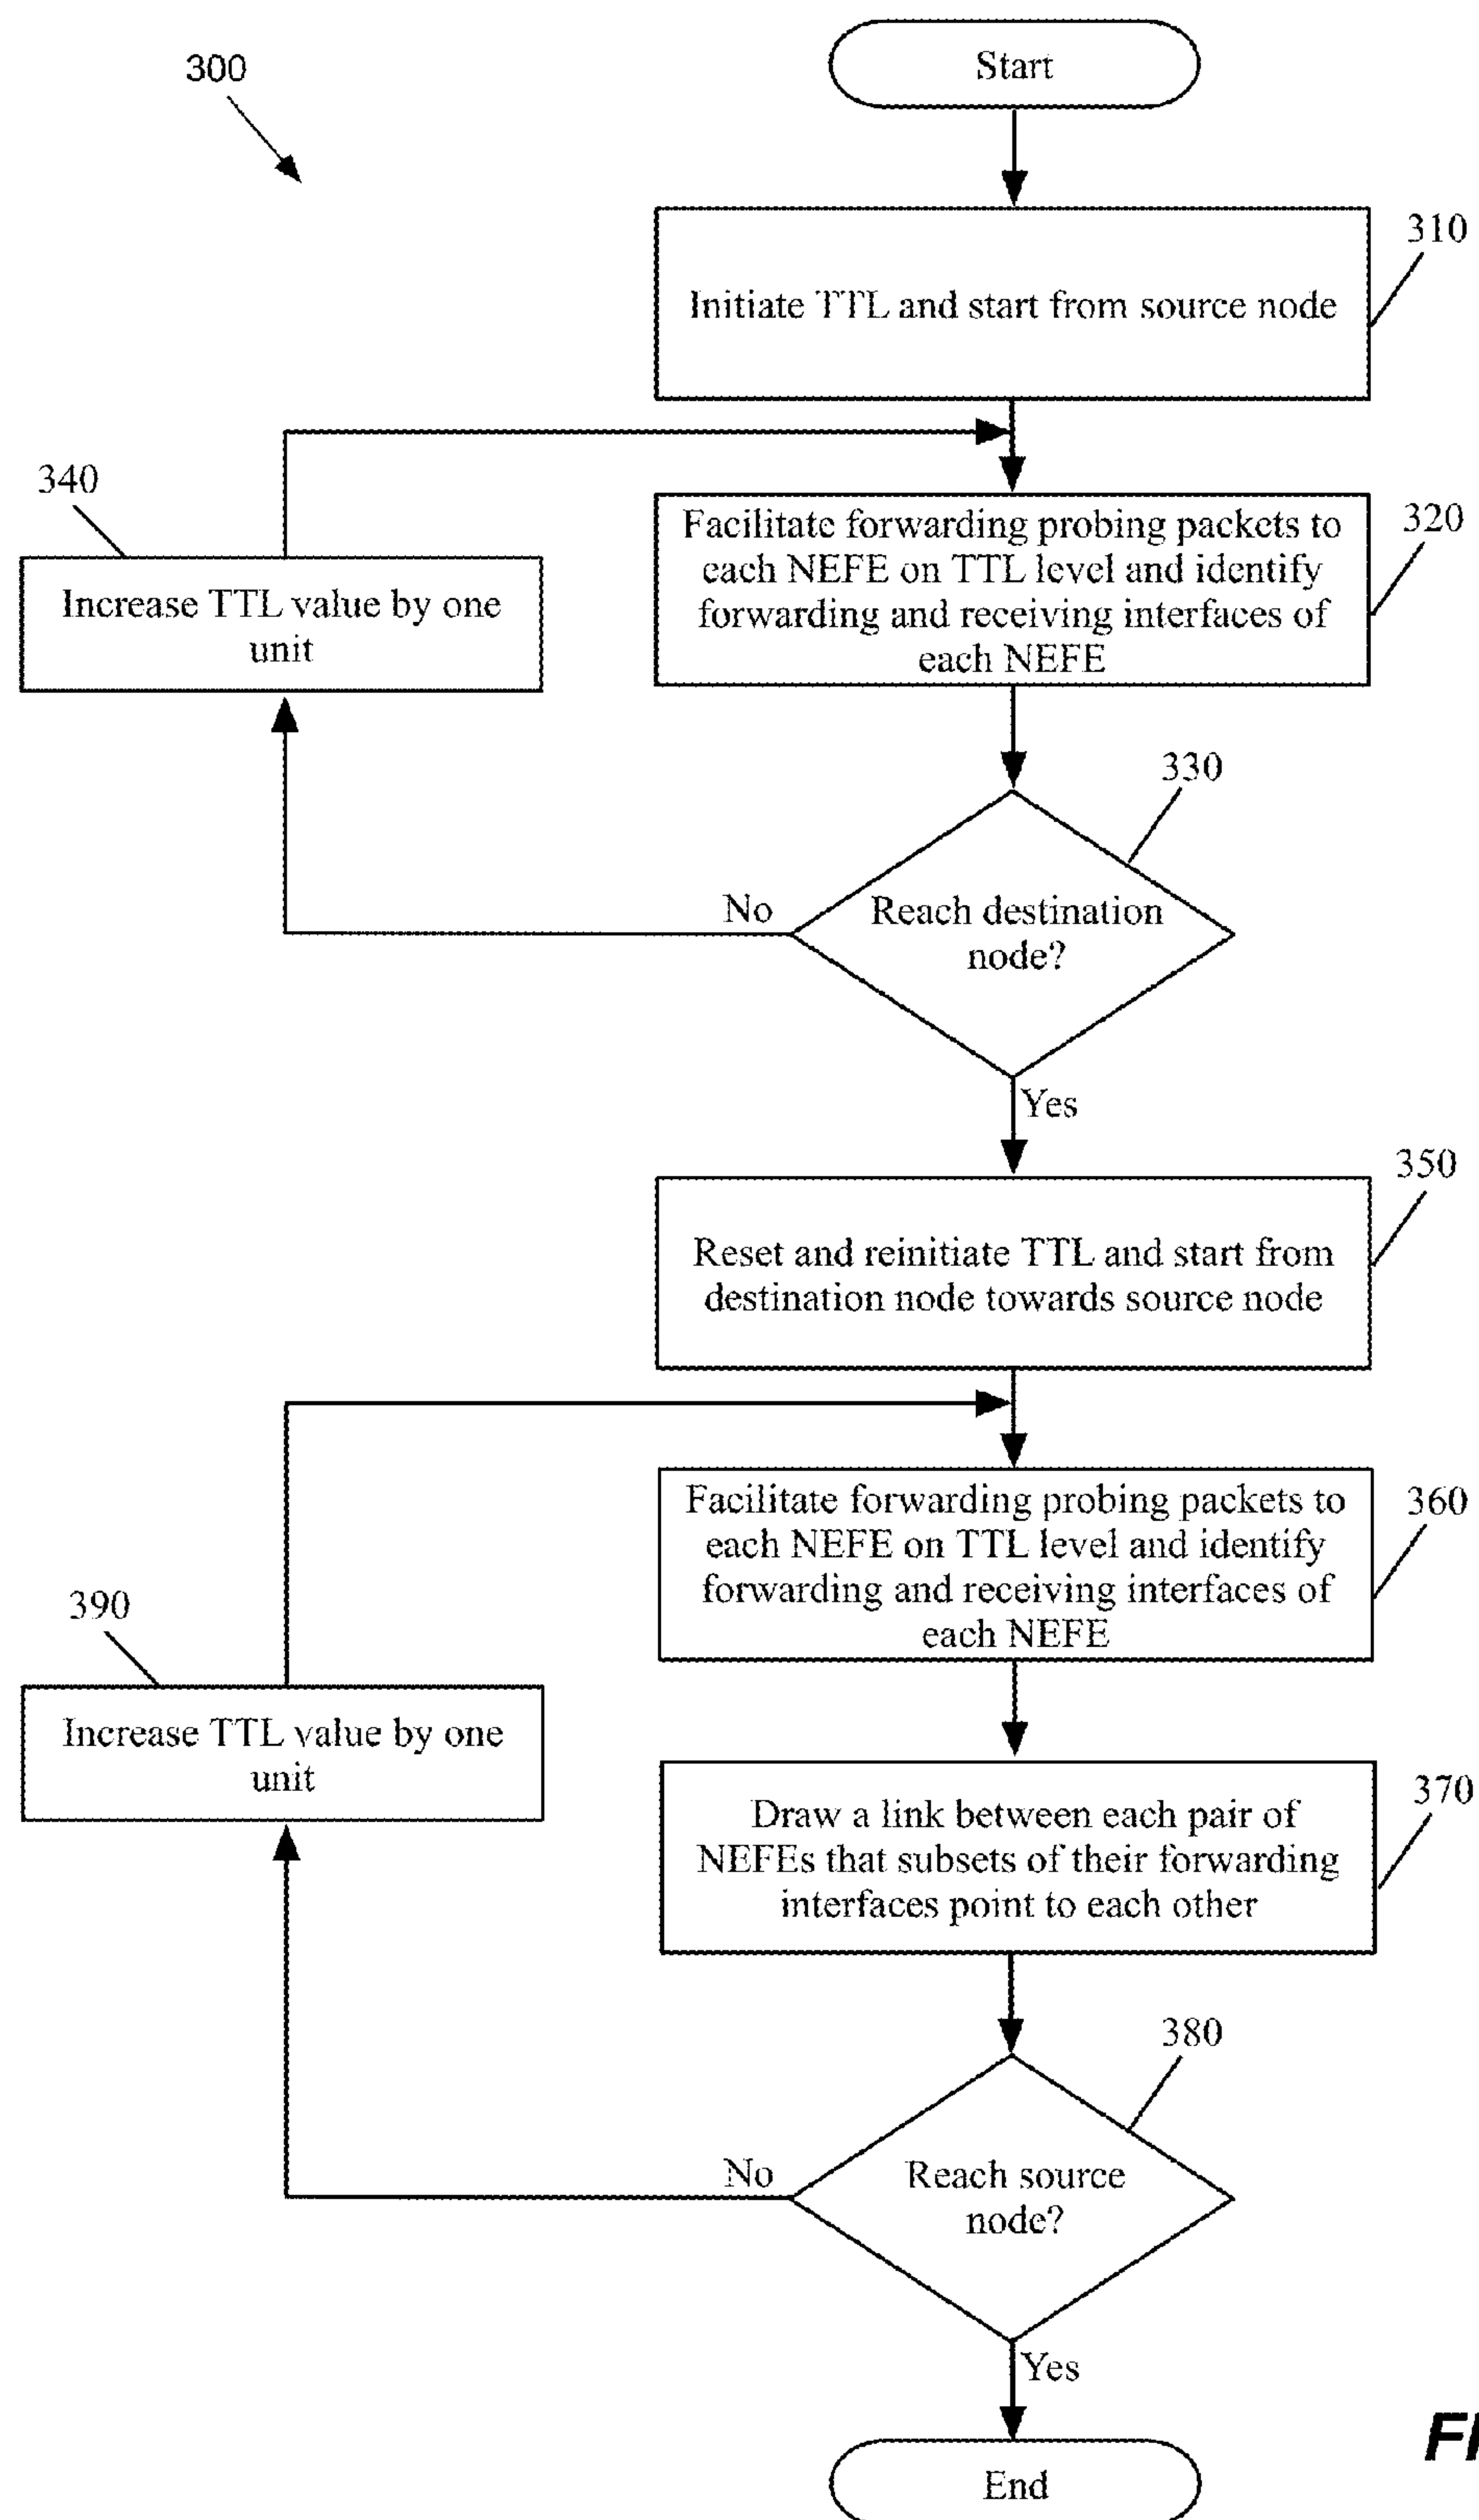 Start
300
310
Initiate TTL and start from source node
340
320
Facilitate forwarding probing packets to
each NEFE on TTL level and identify
forwarding and receiving interfaces of
each NEFE
Increase TTL value by one
unit
330
No
Reach destination
node?
Yes
350
Reset and reinitiate TTL and start from
destination node towards source node
360
Facilitate forwarding probing packets to
each NEFE on TTL level and identify
forwarding and receiving interfaces of
each NEFE
390
Increase TTL value by one
unit
370
Draw a link between each pair of
NEFEs that subsets of their forwarding
interfaces point to each other
380
No
Reach source
node?
Yes
End